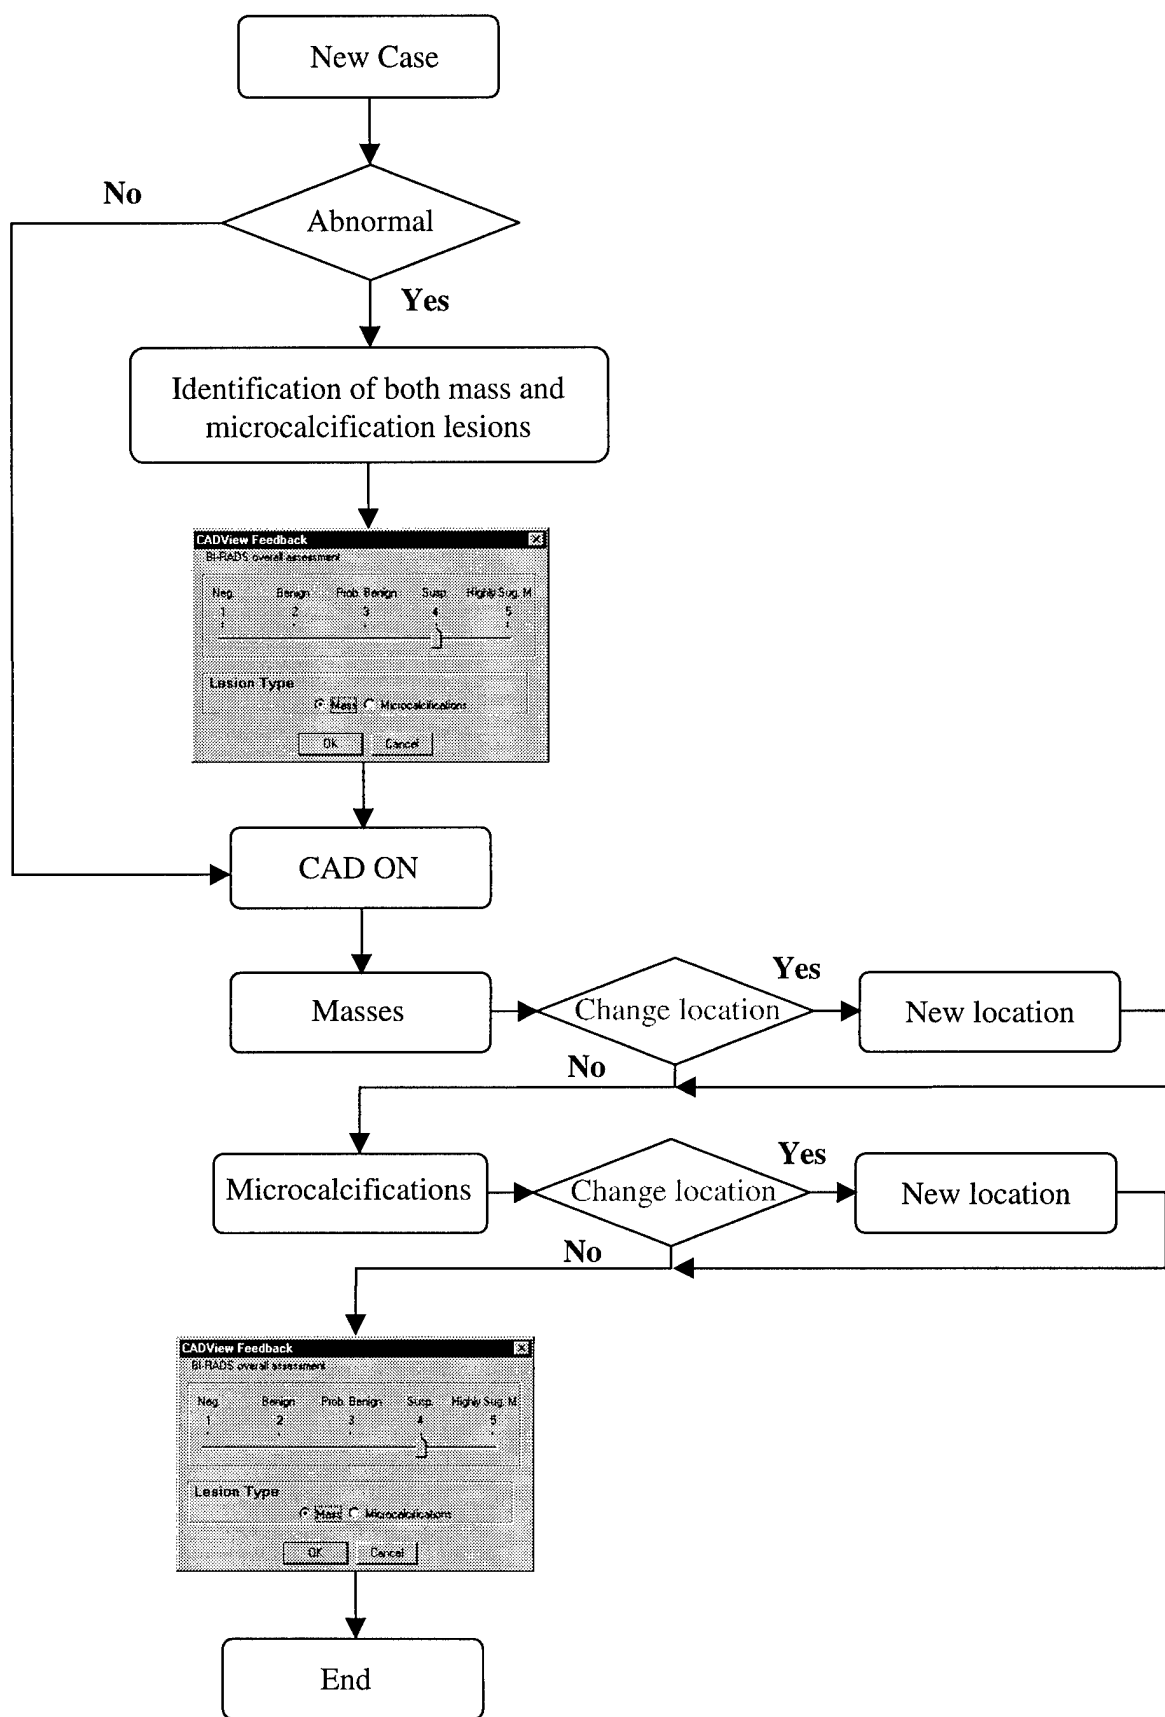 New Case
No
Abnormal
Yes
Identification of both mass and
microcalcification lesions
CADView Feedback
BI-RADS overall assessment
Neg. Benign Prob. Benign Susp. Highly Sug. M
1 2 3 4 5
Lesion Type
Mass Microcalcifications
OK Cancel
CAD ON
Masses
Change location
Yes
New location
No
Microcalcifications
Change location
Yes
New location
No
CADView Feedback
BI-RADS overall assessment
Neg. Benign Prob. Benign Susp. Highly Sug. M
1 2 3 4 5
Lesion Type
Mass Microcalcifications
OK Cancel
End